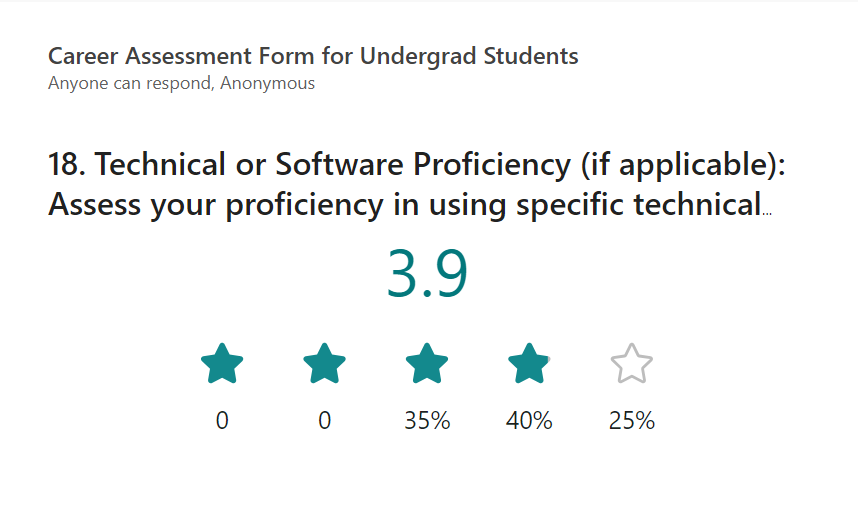 Career Assessment Form for Undergrad Students
Anyone can respond, Anonymous
18. Technical or Software Proficiency (if applicable):
Assess your proficiency in using specific technical...
3.9
0 0 35% 40% 25%